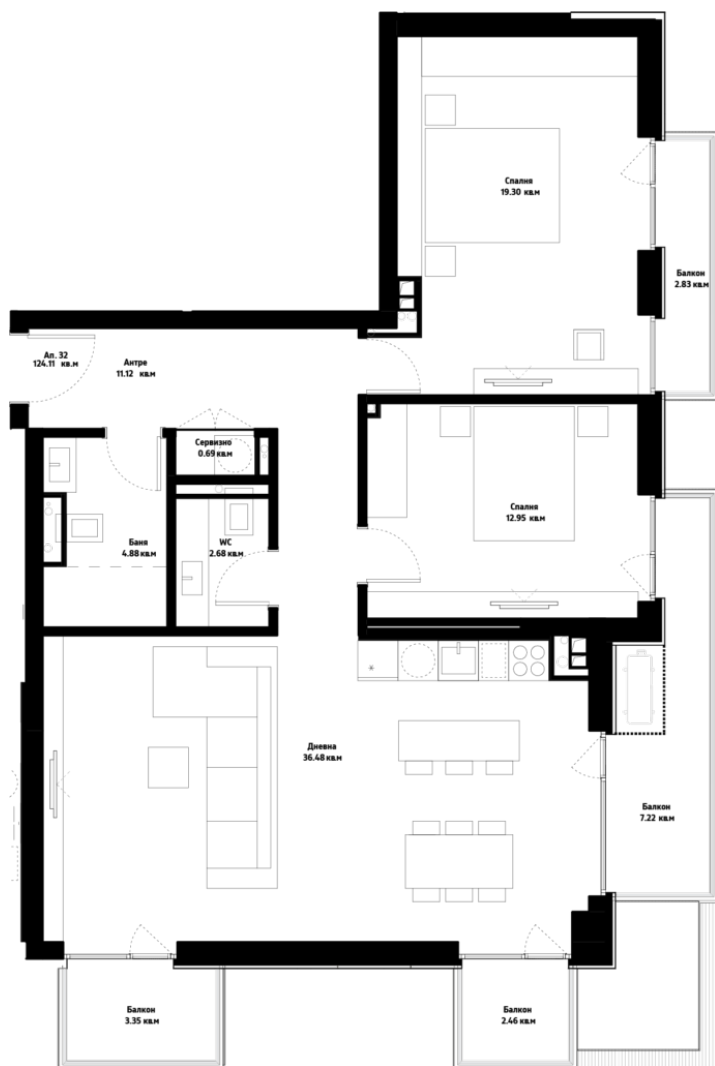 Спалня
19.30 кв.м
Балкон
2.83 кв.м
Ап. 32
124.11 кв.м
Антре
11.12 кв.м
Сервизно
0.69 кв.м
Спалня
12.95 кв.м
Баня
4.88 кв.м
WC
2.68 кв.м
Дневна
36.48 кв.м
Балкон
7.22 кв.м
Балкон
3.35 кв.м
Балкон
2.46 кв.м